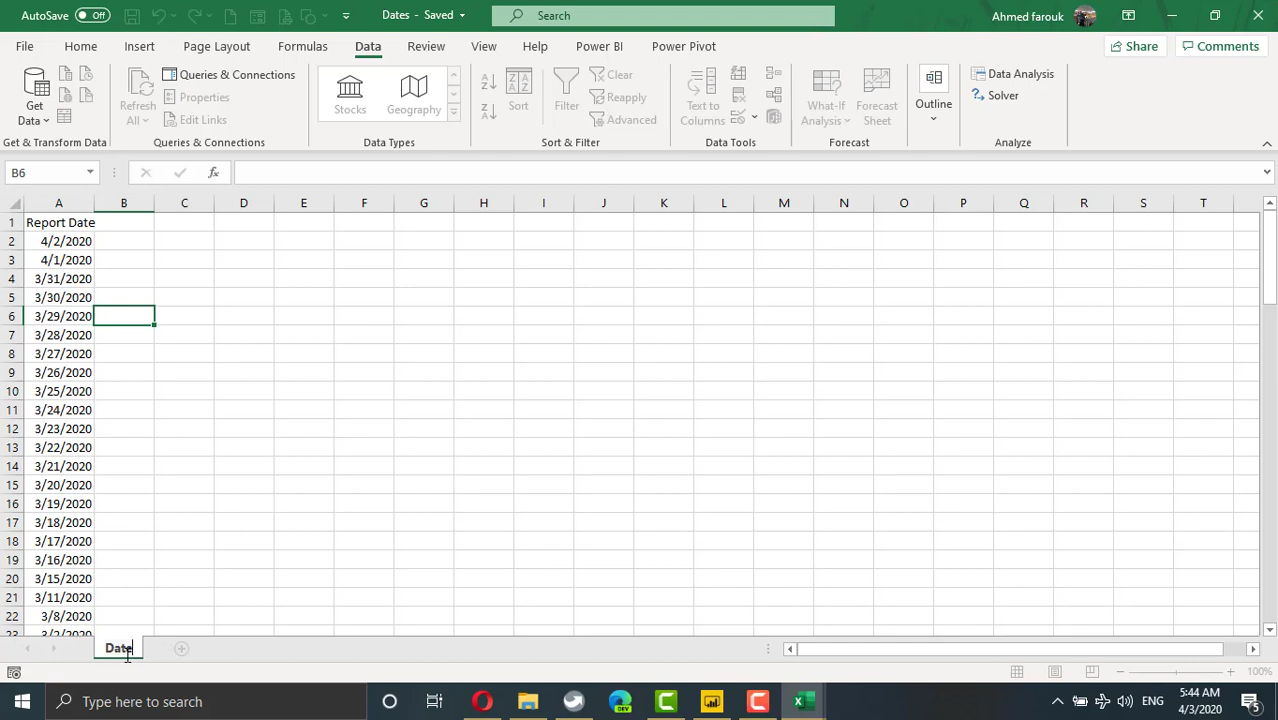 AutoSave Off Dates - Saved Search Ahmed farouk
File Home Insert Page Layout Formulas Data Review View Help Power BI Power Pivot Share Comments
Get Data
Refresh All
Queries & Connections
Properties
Edit Links
Stocks Geography
Sort
Filter
Clear
Reapply
Advanced
Text to Columns
What-If Analysis
Forecast Sheet
Outline
Data Analysis
Solver
Get & Transform Data Queries & Connections Data Types Sort & Filter Data Tools Forecast Analyze
B6 fx
A B C D E F G H I J K L M N O P Q R S T
1 Report Date
2 4/2/2020
3 4/1/2020
4 3/31/2020
5 3/30/2020
6 3/29/2020
7 3/28/2020
8 3/27/2020
9 3/26/2020
10 3/25/2020
11 3/24/2020
12 3/23/2020
13 3/22/2020
14 3/21/2020
15 3/20/2020
16 3/19/2020
17 3/18/2020
18 3/17/2020
19 3/16/2020
20 3/15/2020
21 3/11/2020
22 3/8/2020
23 3/2/2020
Date
100%
Type here to search DEV ENG 5:44 AM
4/3/2020 5